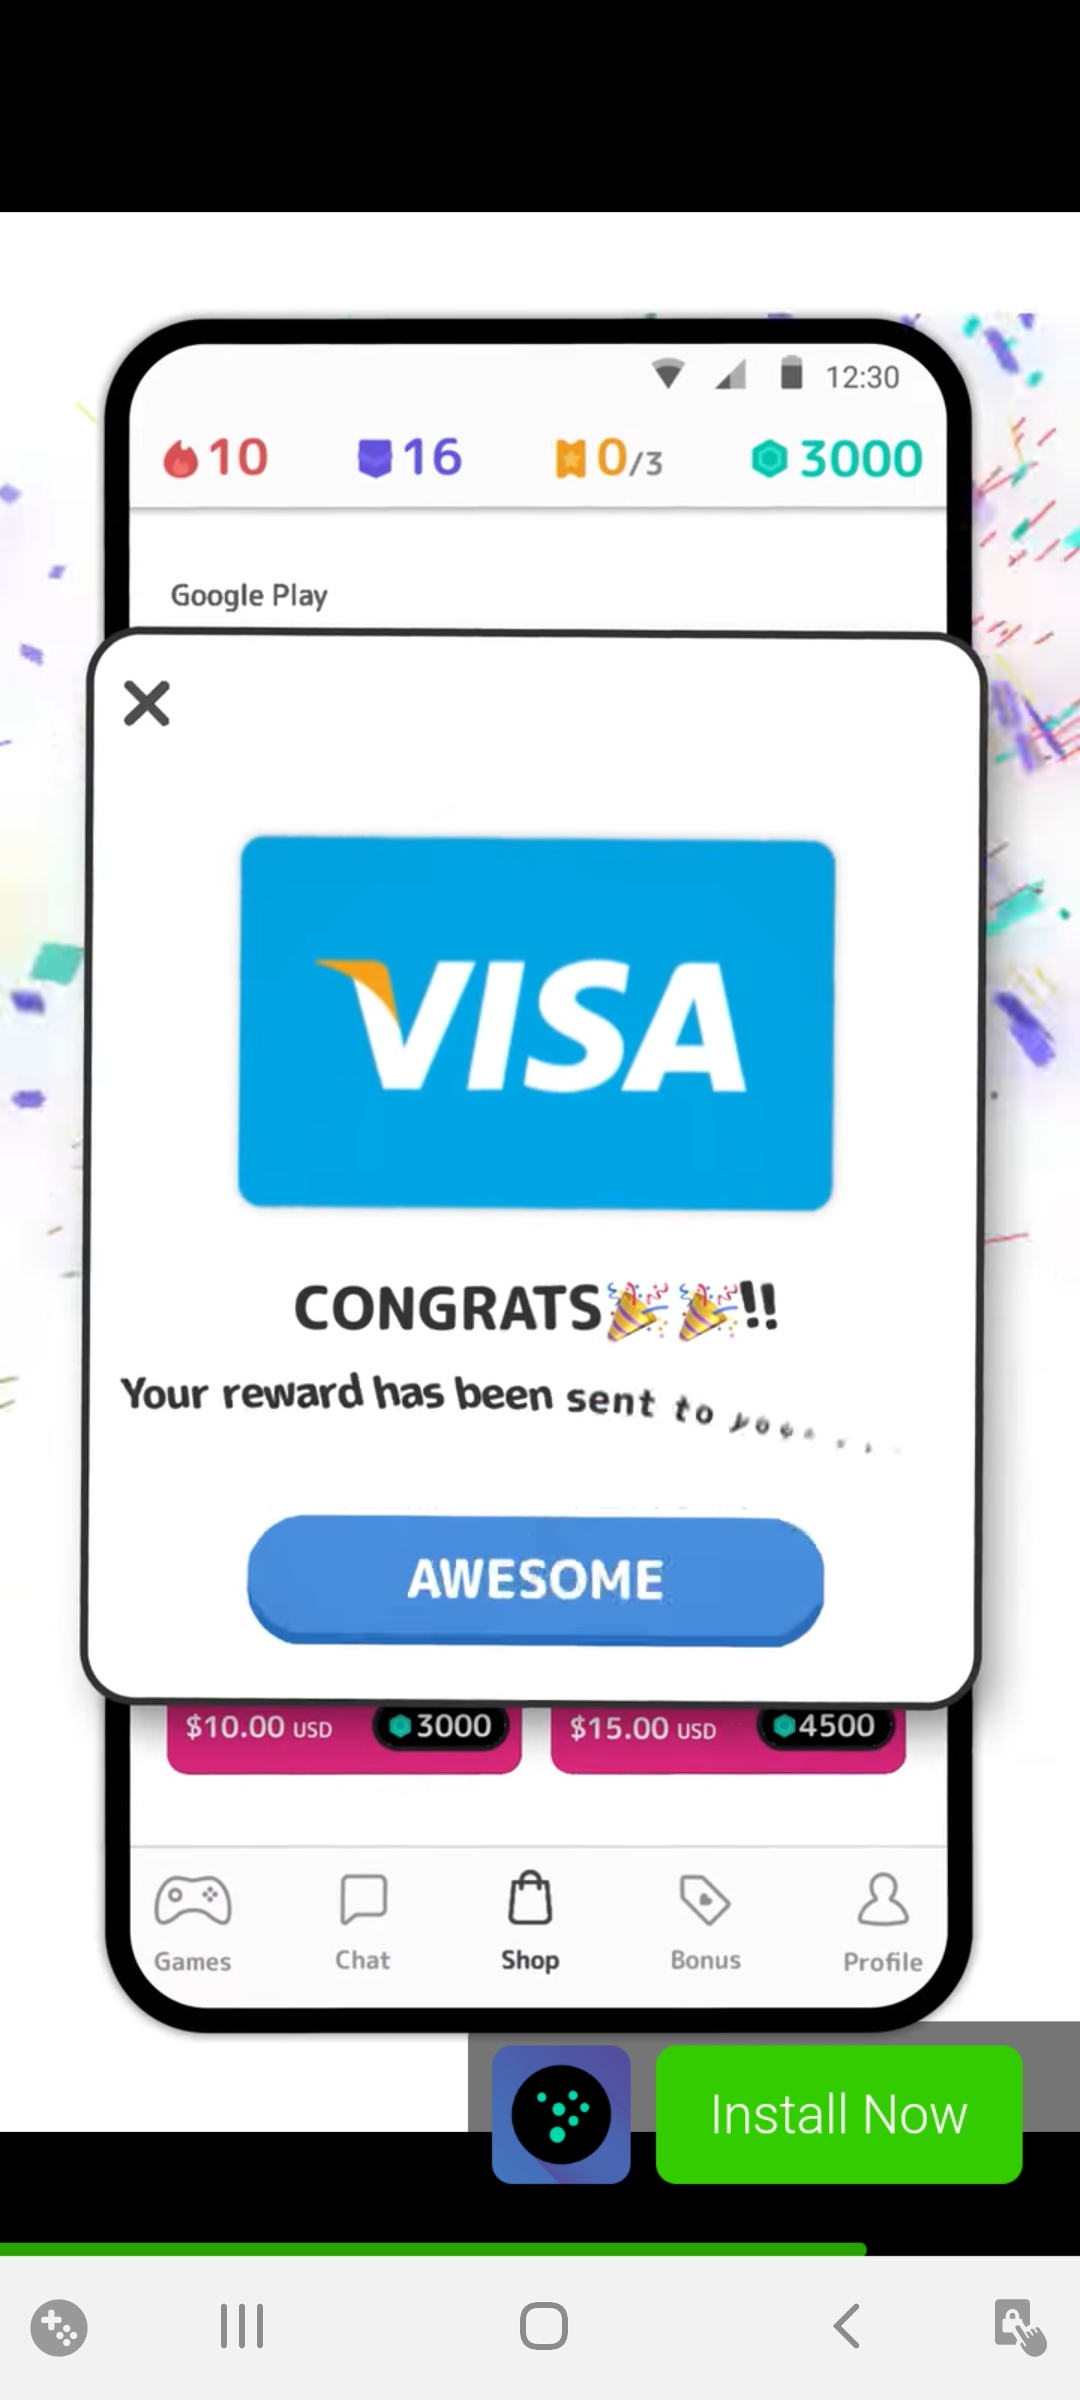 12:30
10 16 0/3 3000
Google Play
VISA
CONGRATS🎉🎉!!
Your reward has been sent to
AWESOME
$10.00 USD 3000 $15.00 USD 4500
Games Chat Shop Bonus Profile
Install Now